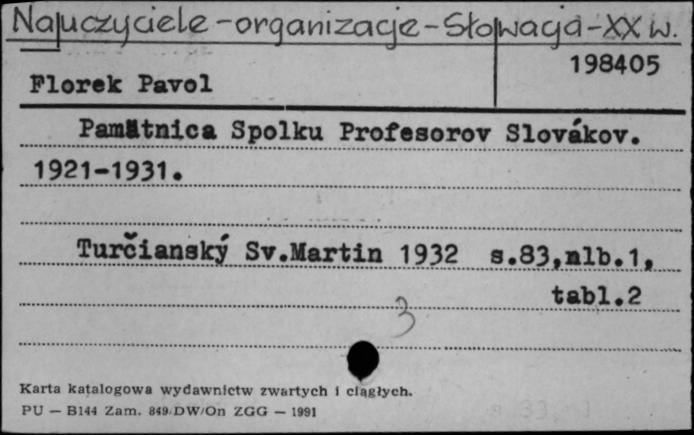 Nauczyciele - organizacje - Słowacja - XX w.
198405
Florek Pavol
Pamätnica Spolku Profesorov Slovákov.
1921-1931.
Turčianský Sv.Martin 1932 s.83,nlb.1,
tabl.2
3
Karta katalogowa wydawnictw zwartych i ciągłych.
PU — B144 Zam. 849/DW/On ZGG — 1991